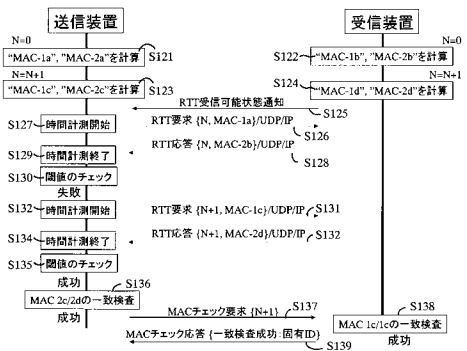 送信装置
受信装置
N=0
N=0
"MAC-1a", "MAC-2a"を計算
S121
S122
"MAC-1b", "MAC-2b"を計算
N=N+1
N=N+1
"MAC-1c", "MAC-2c"を計算
S123
S124
"MAC-1d", "MAC-2d"を計算
RTT受信可能状態通知
S125
S127
時間計測開始
RTT要求 {N, MAC-1a}/UDP/IP
S126
S129
時間計測終了
RTT応答 {N, MAC-2b}/UDP/IP
S128
S130
閾値のチェック
失敗
S132
時間計測開始
RTT要求 {N+1, MAC-1c}/UDP/IP
S131
S134
時間計測終了
RTT応答 {N+1, MAC-2d}/UDP/IP
S132
S135
閾値のチェック
成功
S136
MAC 2c/2dの一致検査
成功
MACチェック要求 {N+1}
S137
S138
MAC 1c/1cの一致検査
MACチェック応答 {一致検査成功:固有ID}
成功
S139